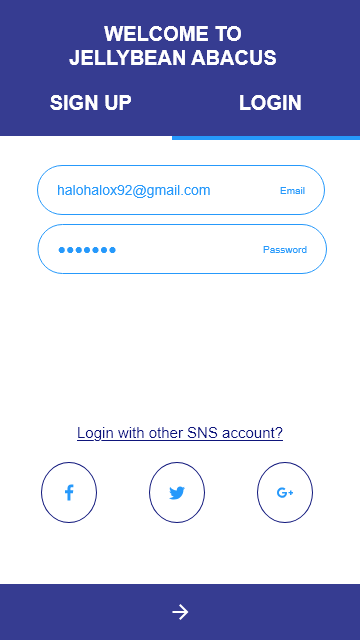 WELCOME TO
JELLYBEAN ABACUS
SIGN UP LOGIN
halohalox92@gmail.com Email
●●●●●●● Password
Login with other SNS account?
G+